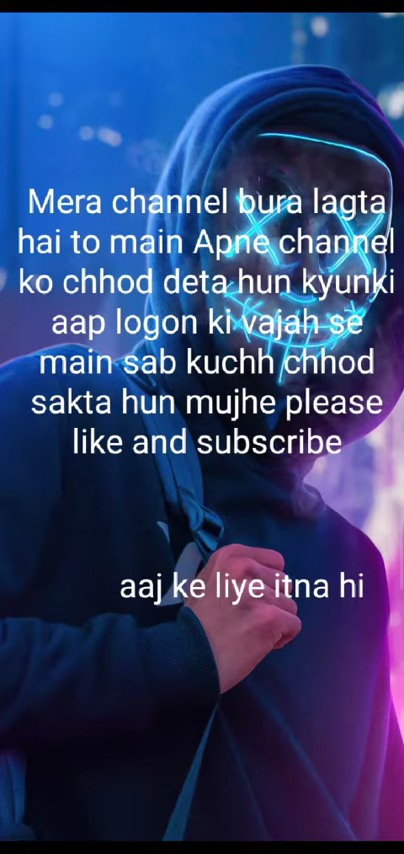 Mera channel bura lagta
hai to main Apne channel
ko chhod deta hun kyunki
aap logon ki vajah se
main sab kuchh chhod
sakta hun mujhe please
like and subscribe
aaj ke liye itna hi